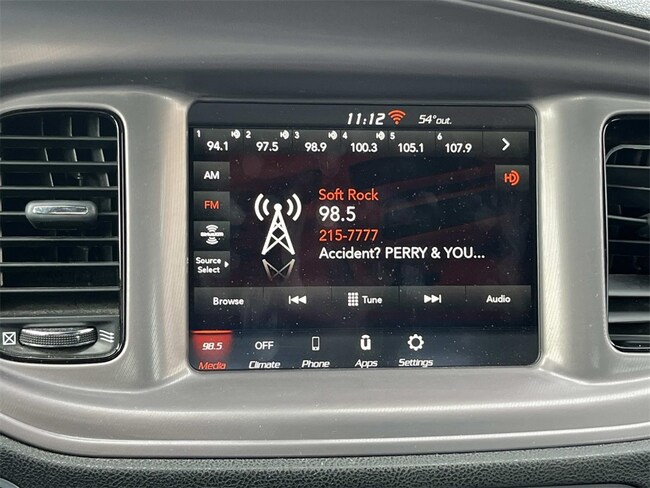 11:12 54°out.
1 2 3 4 5 6
94.1 97.5 98.9 100.3 105.1 107.9
AM
FM
SiriusXM
Source
Select
HD
Soft Rock
98.5
215-7777
Accident? PERRY & YOU...
Browse Tune Audio
98.5 OFF
Media Climate Phone Apps Settings